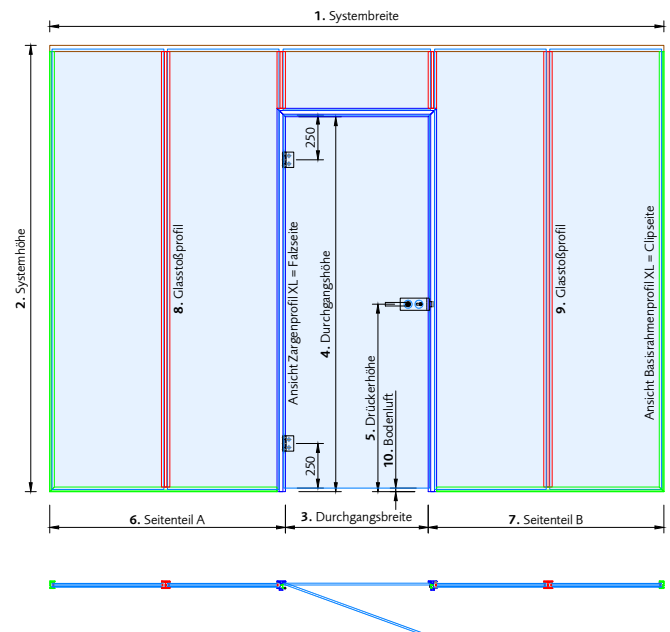 1. Systembreite
2. Systemhöhe
250
8. Glasstoßprofil
Ansicht Zargenprofil XL = Falzseite
4. Durchgangshöhe
5. Drückerhöhe
10. Bodenluft
9. Glasstoßprofil
Ansicht Basisrahmenprofil XL = Clipseite
250
6. Seitenteil A
3. Durchgangsbreite
7. Seitenteil B